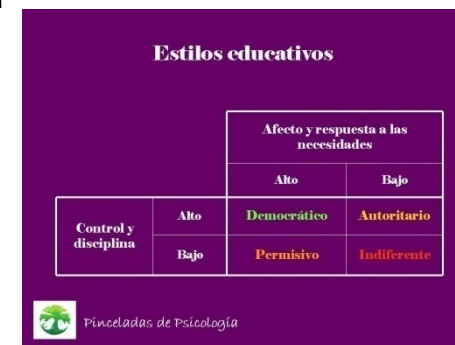 Estilos educativos
Afecto y respuesta a las
necesidades
Alto
Bajo
Control y
disciplina
Alto
Democrático
Autoritario
Bajo
Permisivo
Indiferente
Pinceladas de Psicología